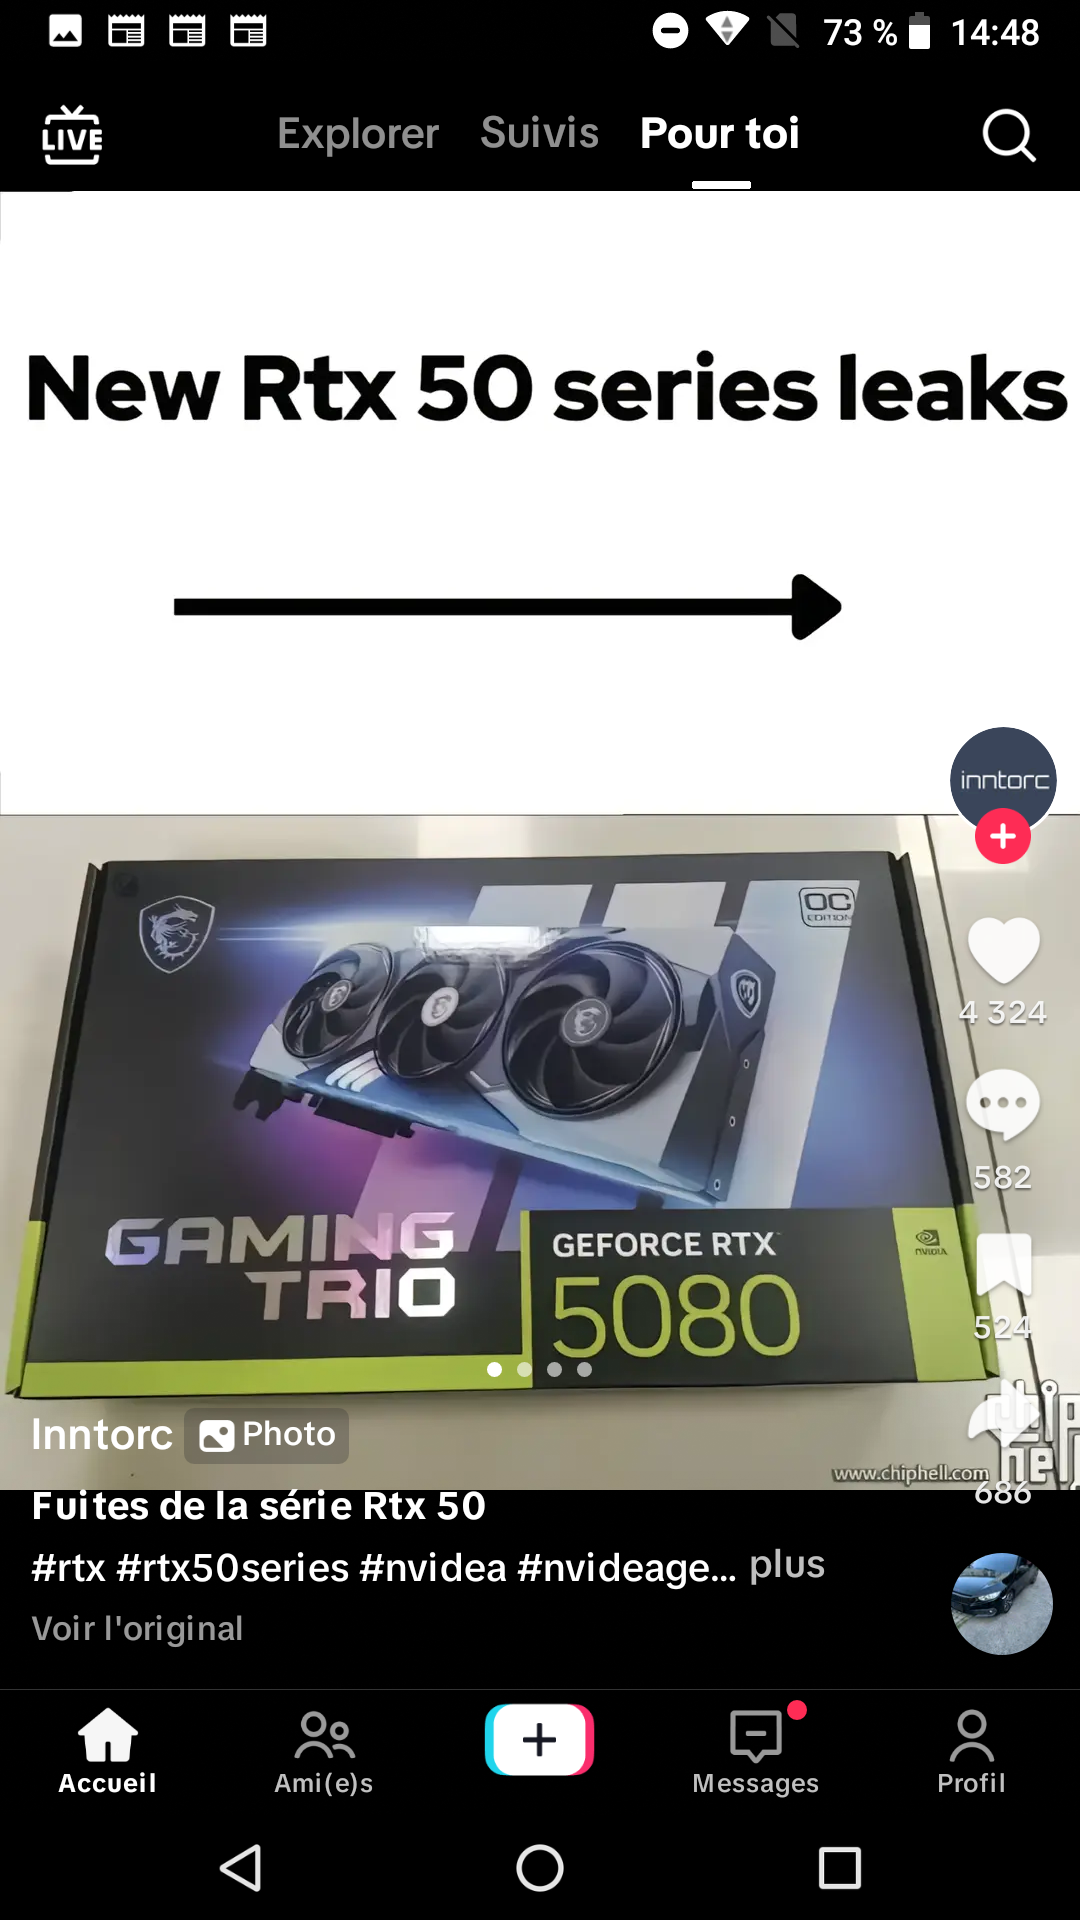 73 % 14:48
LIVE Explorer Suivis Pour toi
New Rtx 50 series leaks
inntorc
OC
EDITION
4 324
582
GAMING
TRIO
GEFORCE RTX
5080
NVIDIA
524
Inntorc Photo
chip
hell
www.chiphell.com
686
Fuites de la série Rtx 50
#rtx #rtx50series #nvidea #nvideage... plus
Voir l'original
Accueil Ami(e)s Messages Profil